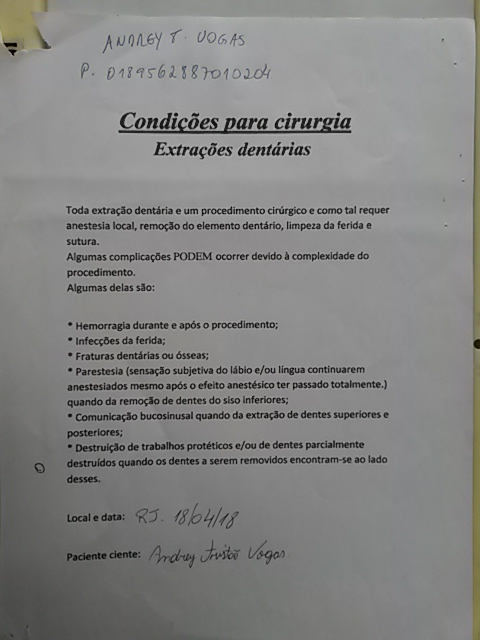 ANDREY T. VOGAS
P. 0189562887010204
Condições para cirurgia
Extrações dentárias
Toda extração dentária e um procedimento cirúrgico e como tal requer
anestesia local, remoção do elemento dentário, limpeza da ferida e
sutura.
Algumas complicações PODEM ocorrer devido à complexidade do
procedimento.
Algumas delas são:
* Hemorragia durante e após o procedimento;
* Infecções da ferida;
* Fraturas dentárias ou ósseas;
* Parestesia (sensação subjetiva do lábio e/ou língua continuarem
anestesiados mesmo após o efeito anestésico ter passado totalmente.)
quando da remoção de dentes do siso inferiores;
* Comunicação bucosinusal quando da extração de dentes superiores e
posteriores;
* Destruição de trabalhos protéticos e/ou de dentes parcialmente
destruídos quando os dentes a serem removidos encontram-se ao lado
desses.
Local e data: RJ. 18/04/18
Paciente ciente: Andrey Tristão Vogas